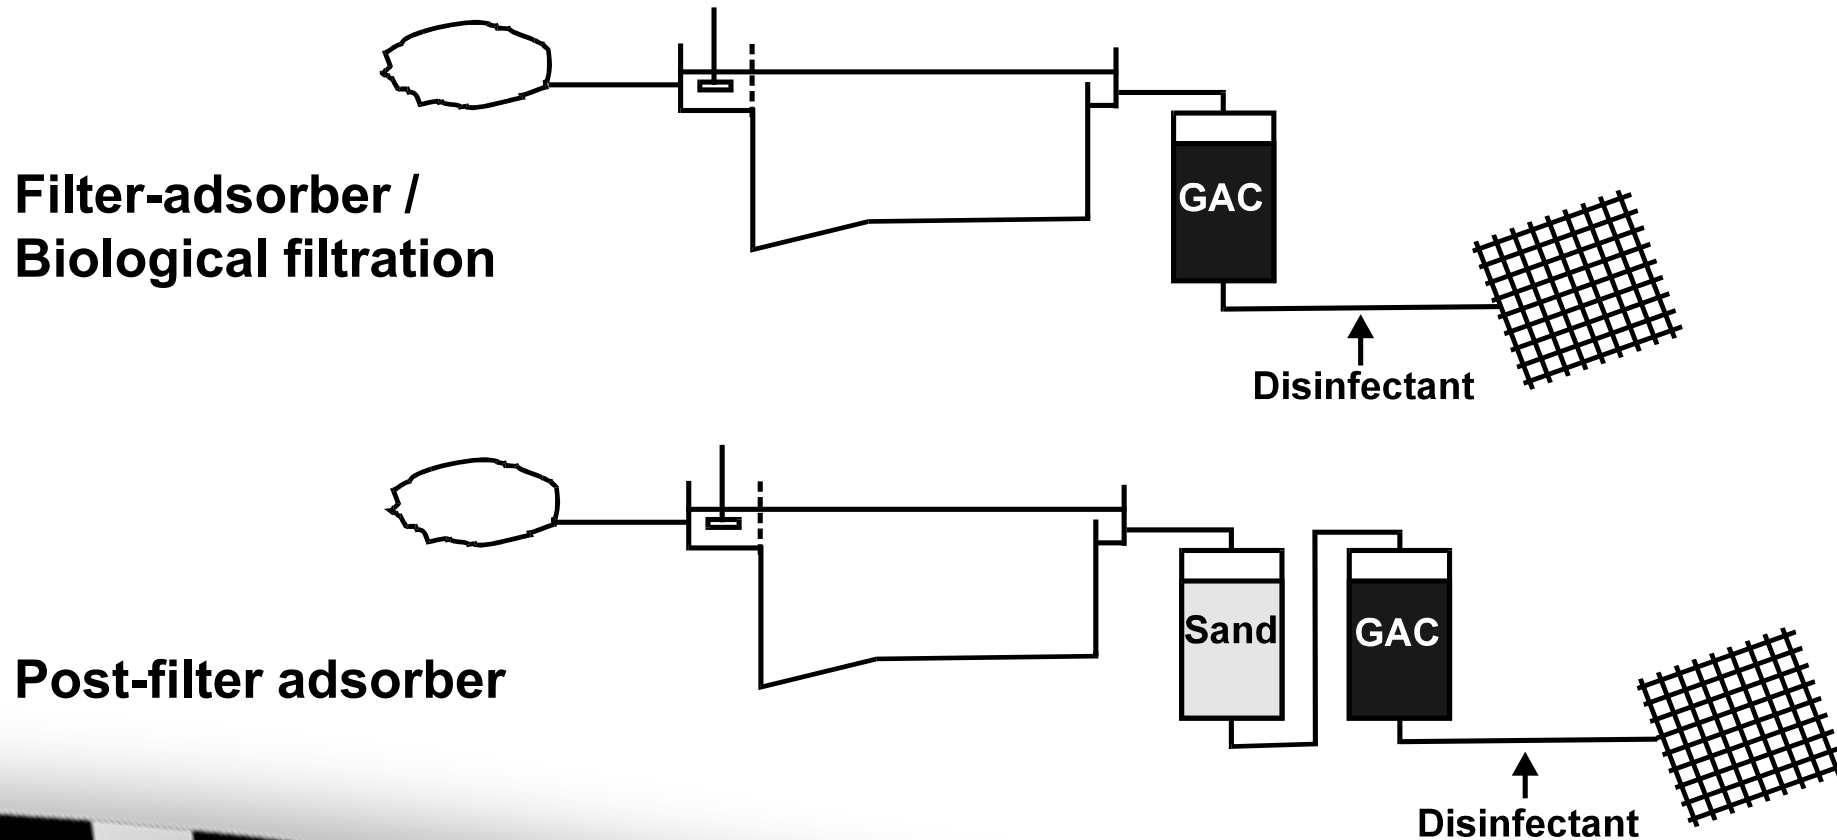 GAC
Filter-adsorber /
Biological filtration
Disinfectant
Sand
GAC
Post-filter adsorber
Disinfectant